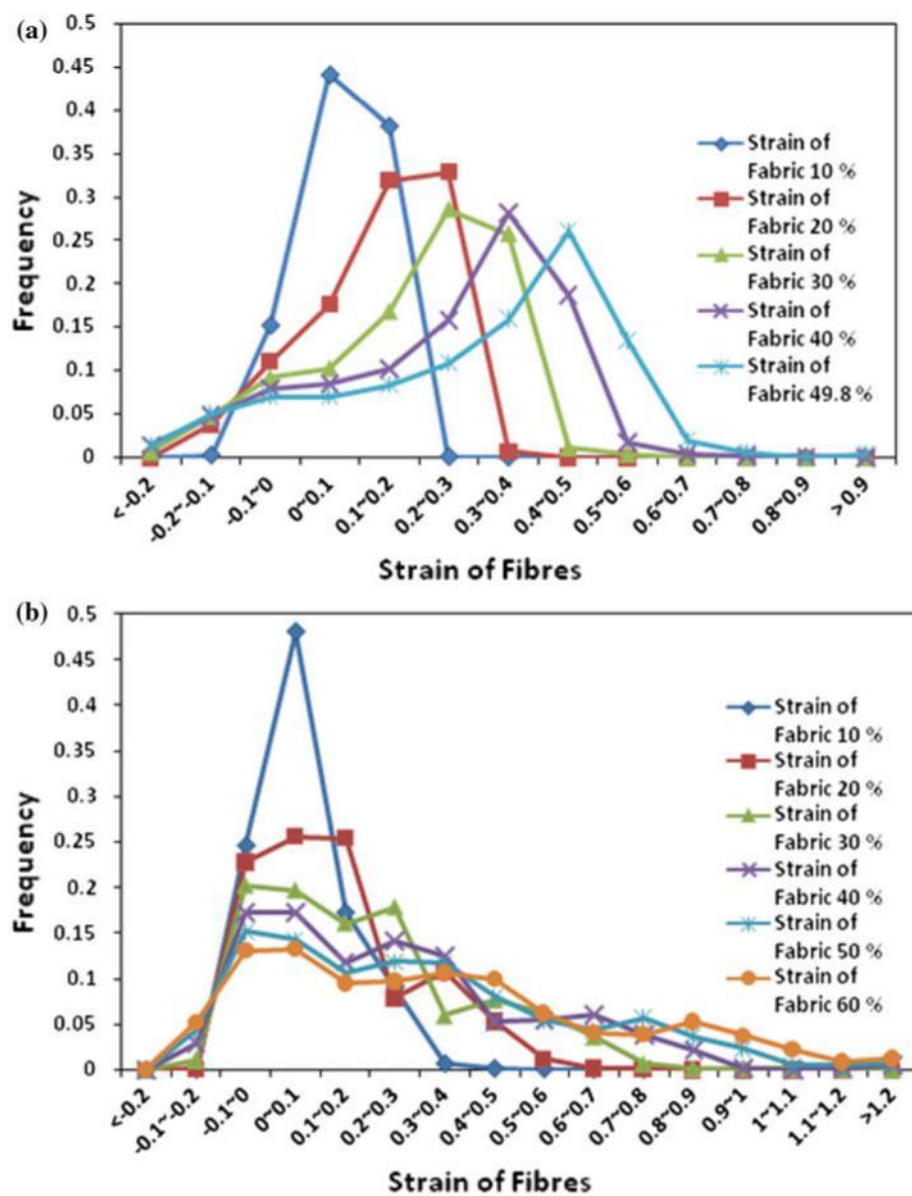 (a)
0.5
0.45
0.4
0.35
0.3
0.25
0.2
0.15
0.1
0.05
0
Frequency
Strain of
Fabric 10 %
Strain of
Fabric 20 %
Strain of
Fabric 30 %
Strain of
Fabric 40 %
Strain of
Fabric 49.8 %
<-0.2
-0.2~-0.1
-0.1~0
0~0.1
0.1~0.2
0.2~0.3
0.3~0.4
0.4~0.5
0.5~0.6
0.6~0.7
0.7~0.8
0.8~0.9
>0.9
Strain of Fibres
(b)
0.5
0.45
0.4
0.35
0.3
0.25
0.2
0.15
0.1
0.05
0
Frequency
Strain of
Fabric 10 %
Strain of
Fabric 20 %
Strain of
Fabric 30 %
Strain of
Fabric 40 %
Strain of
Fabric 50 %
Strain of
Fabric 60 %
<-0.2
-0.1~-0.2
-0.1~0
0~0.1
0.1~0.2
0.2~0.3
0.3~0.4
0.4~0.5
0.5~0.6
0.6~0.7
0.7~0.8
0.8~0.9
0.9~1
1~1.1
1.1~1.2
>1.2
Strain of Fibres